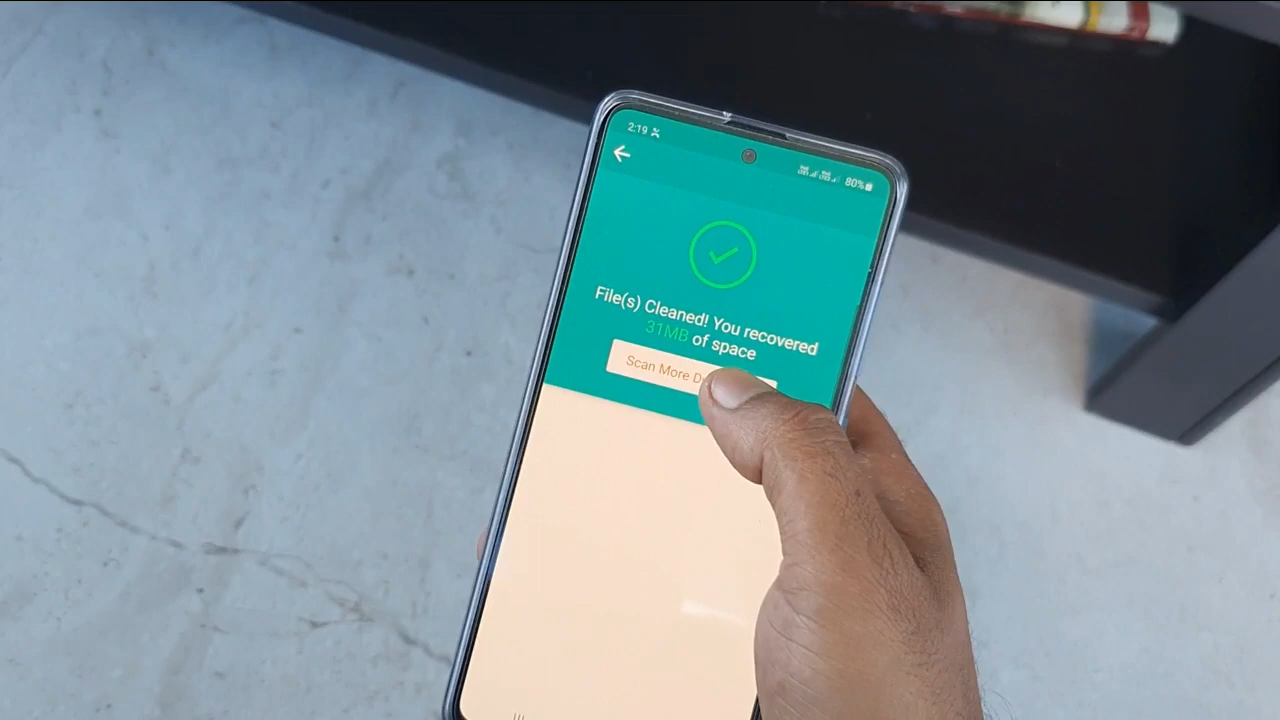 2:19
80%
File(s) Cleaned! You recovered
31MB of space
Scan More